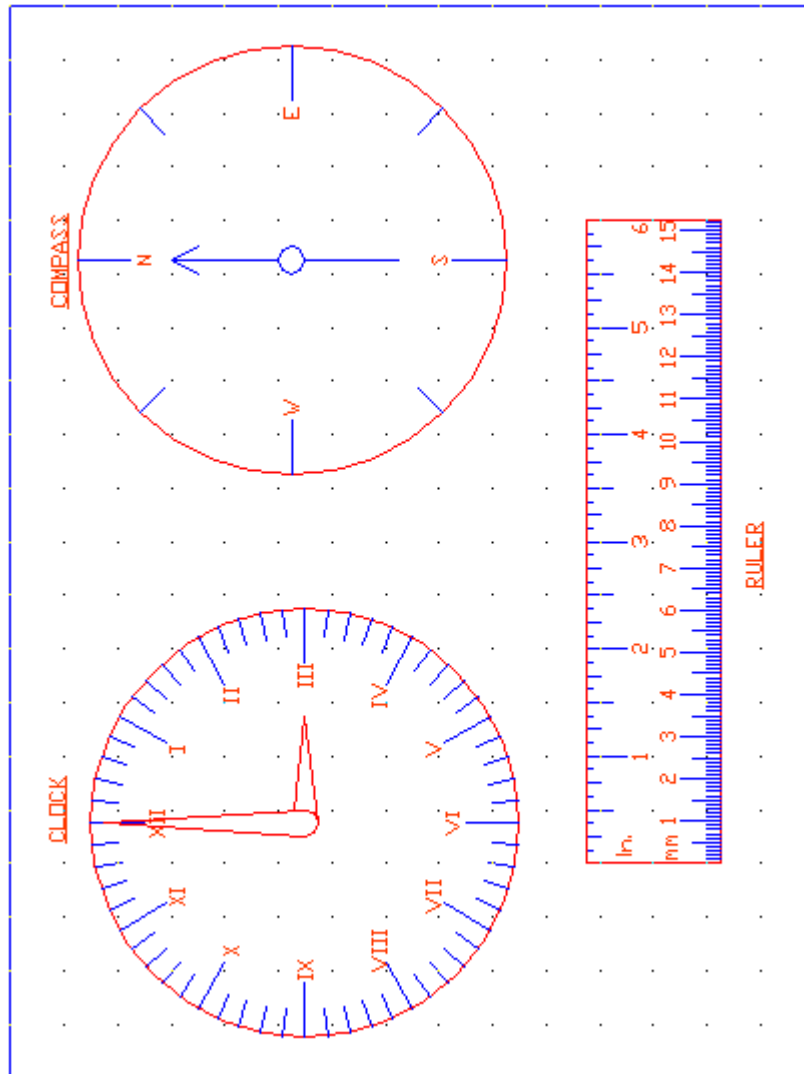 CLOCK
XII
I
II
III
IV
V
VI
VII
VIII
IX
X
XI
COMPASS
N
E
S
W
In. 1 2 3 4 5 6
mm 1 2 3 4 5 6 7 8 9 10 11 12 13 14 15
RULER